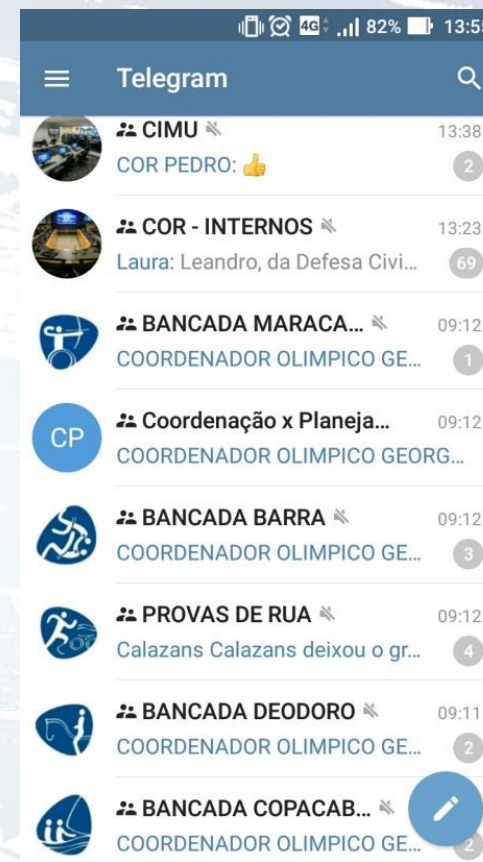 4G 82% 13:55
Telegram
CIMU 13:38
COR PEDRO: 👍 2
COR - INTERNOS 13:23
Laura: Leandro, da Defesa Civi... 69
BANCADA MARACA... 09:12
COORDENADOR OLIMPICO GE... 1
CP
Coordenação x Planeja... 09:12
COORDENADOR OLIMPICO GEORG...
BANCADA BARRA 09:12
COORDENADOR OLIMPICO GE... 3
PROVAS DE RUA 09:12
Calazans Calazans deixou o gr... 4
BANCADA DEODORO 09:11
COORDENADOR OLIMPICO GE... 2
BANCADA COPACAB...
COORDENADOR OLIMPICO GE... 2